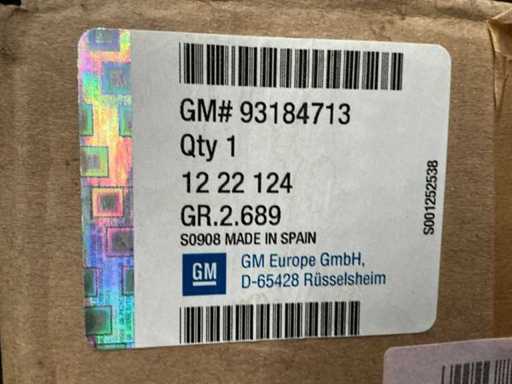 GM# 93184713
Qty 1
12 22 124
GR.2.689
S0908 MADE IN SPAIN
GM
GM Europe GmbH,
D-65428 Rüsselsheim
S001252538
GM